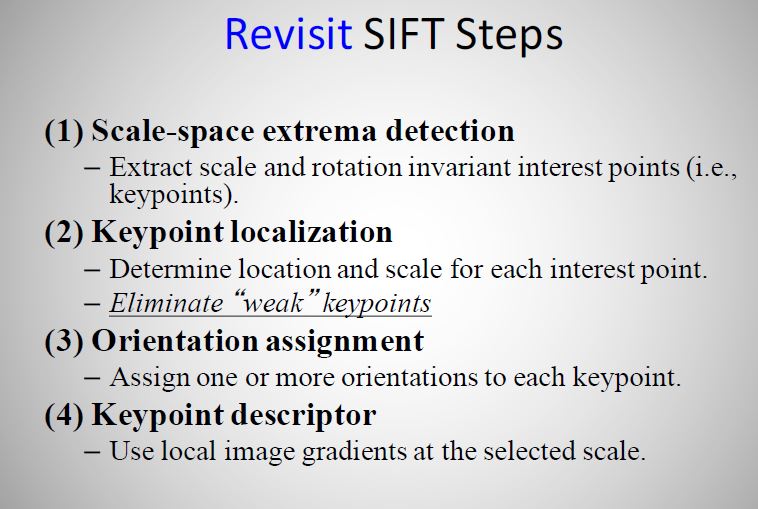 Revisit SIFT Steps
(1) Scale-space extrema detection
– Extract scale and rotation invariant interest points (i.e.,
keypoints).
(2) Keypoint localization
– Determine location and scale for each interest point.
– Eliminate “weak” keypoints
(3) Orientation assignment
– Assign one or more orientations to each keypoint.
(4) Keypoint descriptor
– Use local image gradients at the selected scale.